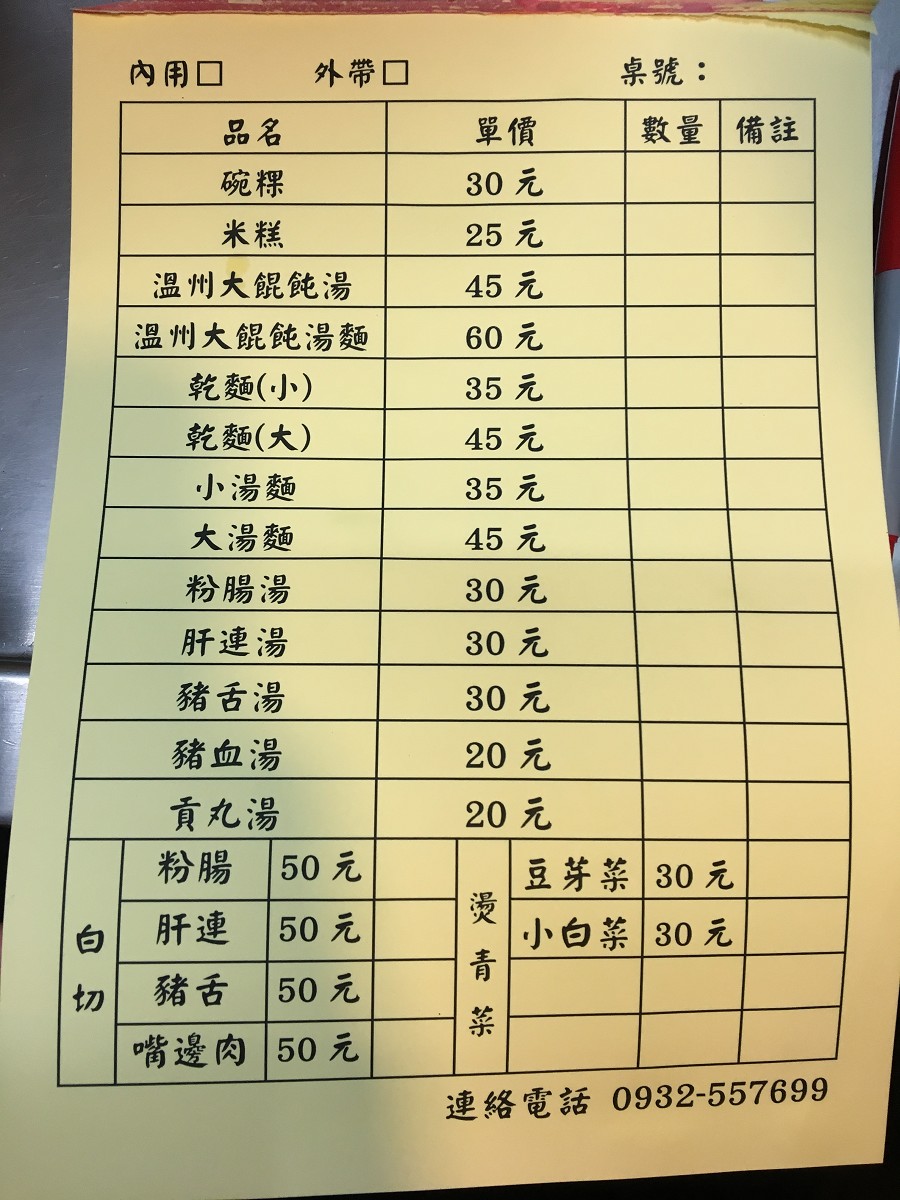 內用□ 外帶□ 桌號：
品名 單價 數量 備註
碗粿 30 元
米糕 25 元
溫州大餛飩湯 45 元
溫州大餛飩湯麵 60 元
乾麵(小) 35 元
乾麵(大) 45 元
小湯麵 35 元
大湯麵 45 元
粉腸湯 30 元
肝連湯 30 元
豬舌湯 30 元
豬血湯 20 元
貢丸湯 20 元
白切
粉腸 50 元
肝連 50 元
豬舌 50 元
嘴邊肉 50 元
燙青菜
豆芽菜 30 元
小白菜 30 元
連絡電話 0932-557699